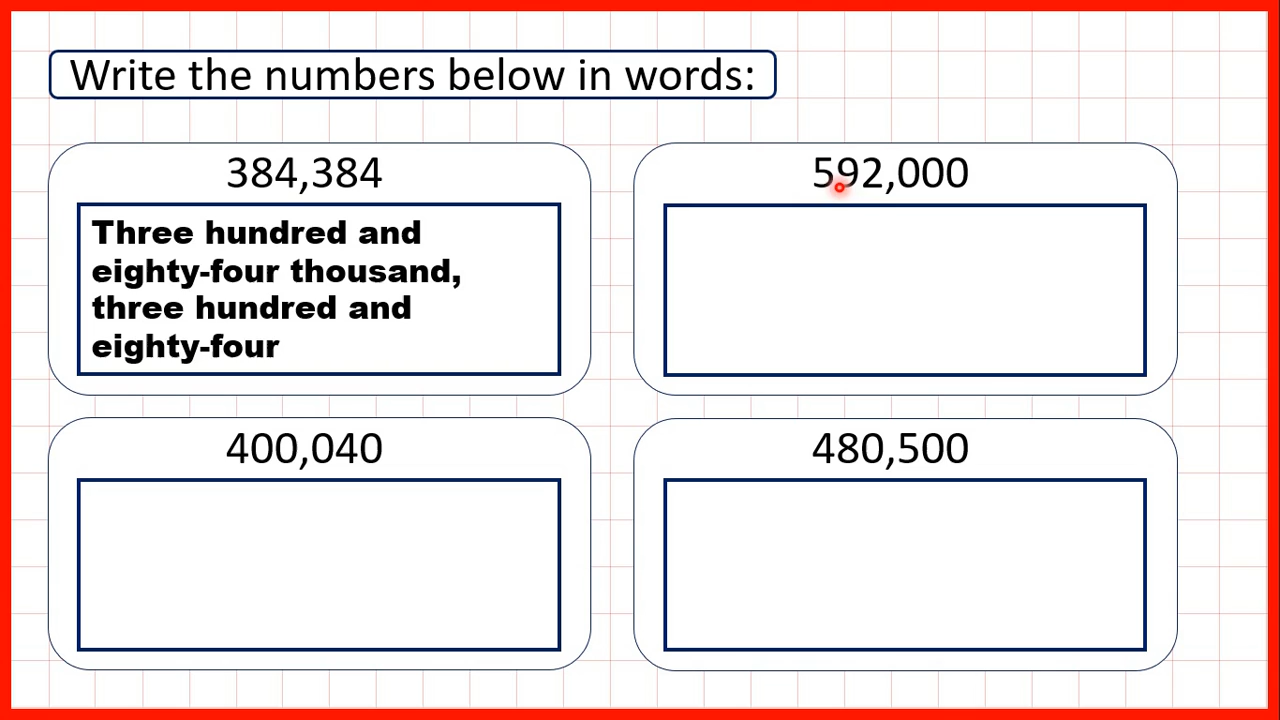 Write the numbers below in words:
384,384
Three hundred and
eighty-four thousand,
three hundred and
eighty-four
592,000
400,040
480,500